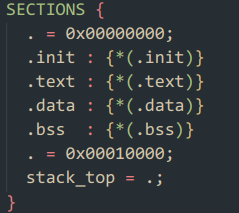 SECTIONS {
  . = 0x00000000;
  .init : {*(.init)}
  .text : {*(.text)}
  .data : {*(.data)}
  .bss  : {*(.bss)}
  . = 0x00010000;
  stack_top = .;
}